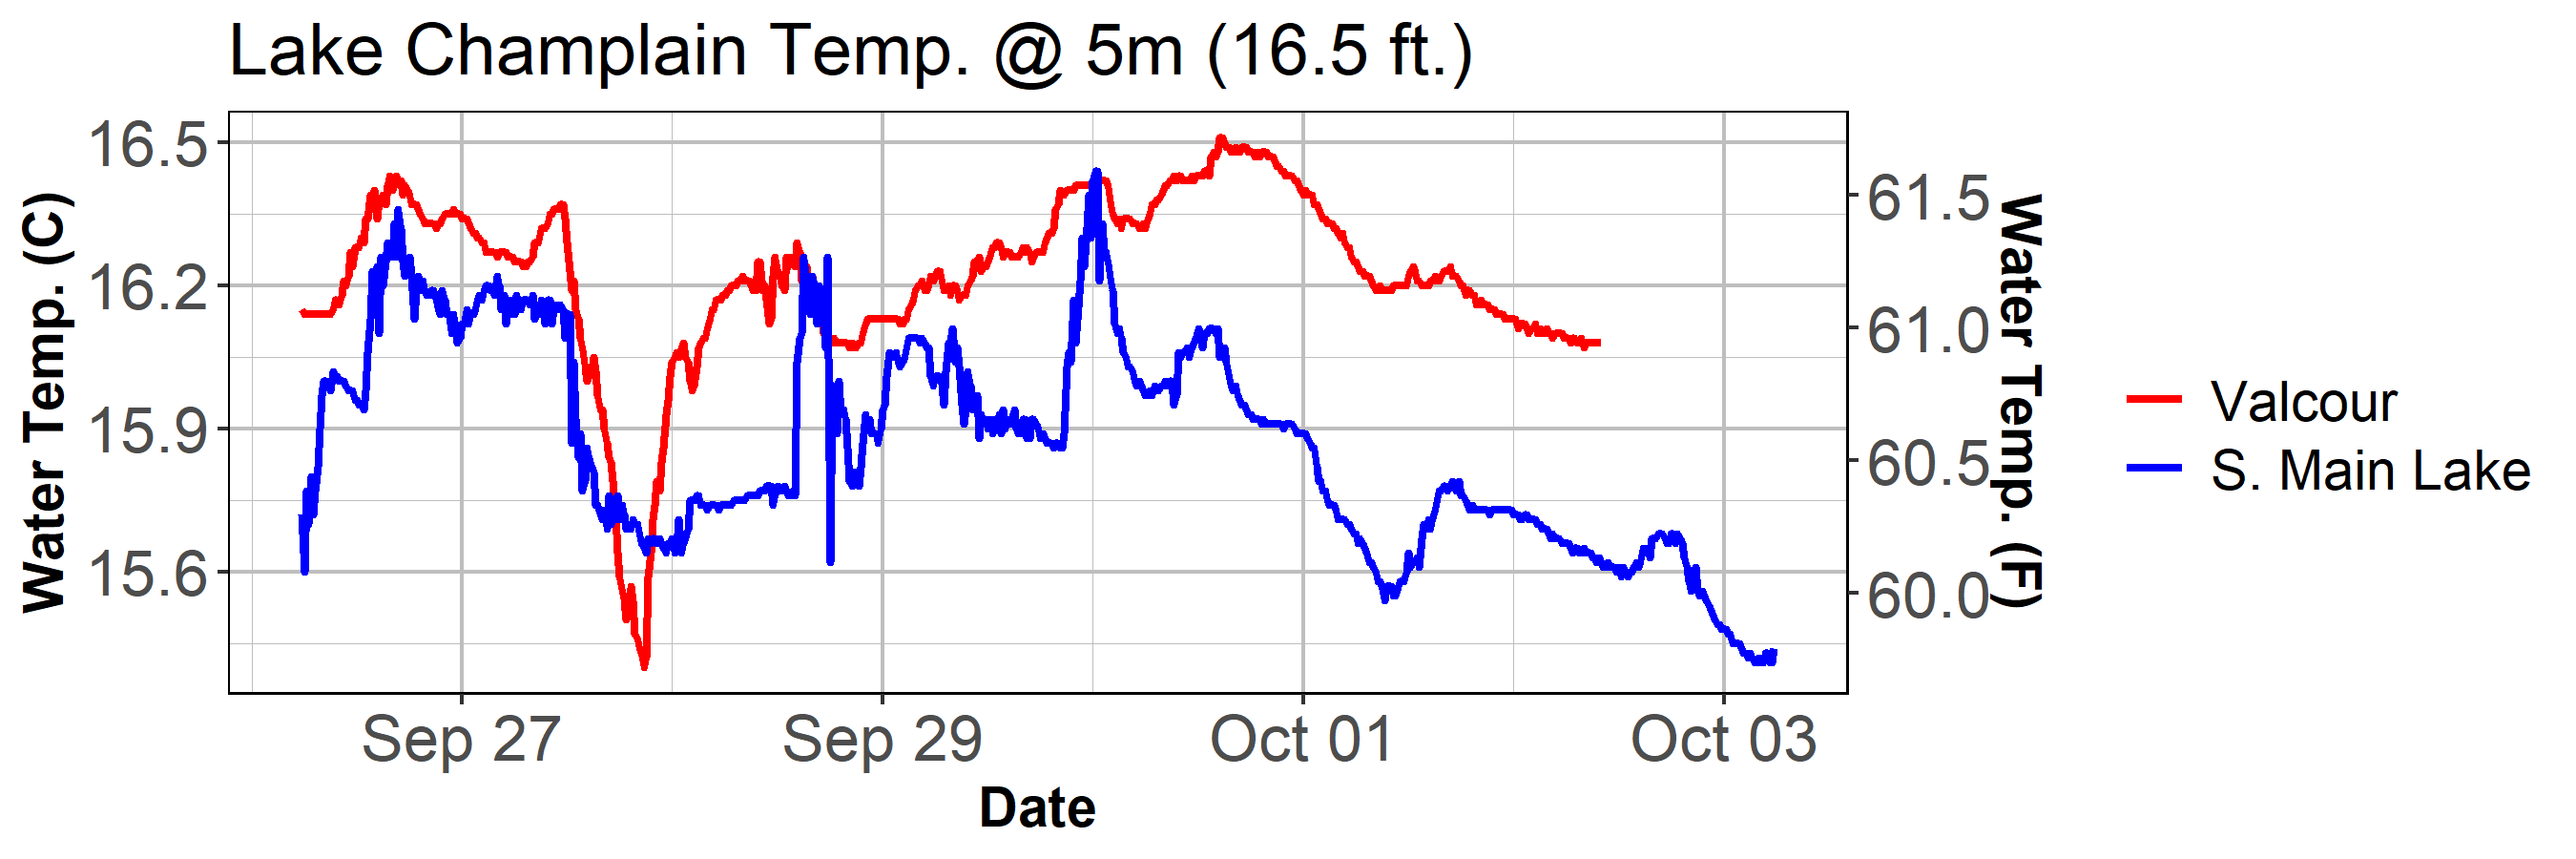 Lake Champlain Temp. @ 5m (16.5 ft.)
Water Temp. (C)
16.5
16.2
15.9
15.6
61.5
61.0
60.5
60.0
Water Temp. (F)
Sep 27
Sep 29
Oct 01
Oct 03
Date
Valcour
S. Main Lake